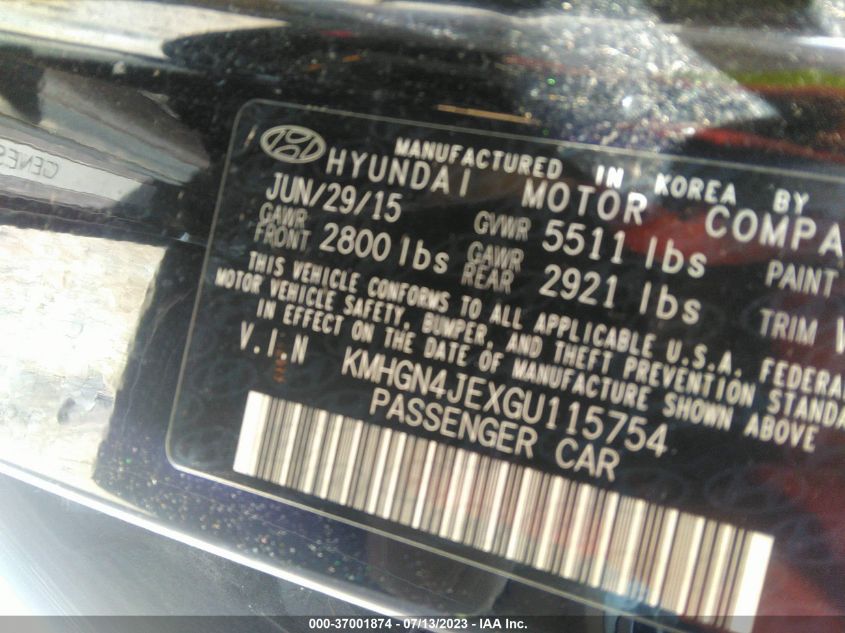 MANUFACTURED IN KOREA BY
HYUNDAI MOTOR COMPA
JUN/29/15 GVWR 5511 lbs PAINT
GAWR FRONT 2800 lbs GAWR REAR 2921 lbs TRIM
THIS VEHICLE CONFORMS TO ALL APPLICABLE U.S.A. FEDERA
MOTOR VEHICLE SAFETY, BUMPER, AND THEFT PREVENTION STANDA
IN EFFECT ON THE DATE OF MANUFACTURE SHOWN ABOVE
V.I.N KMHGN4JEXGU115754
PASSENGER CAR
000-37001874 - 07/13/2023 - IAA Inc.